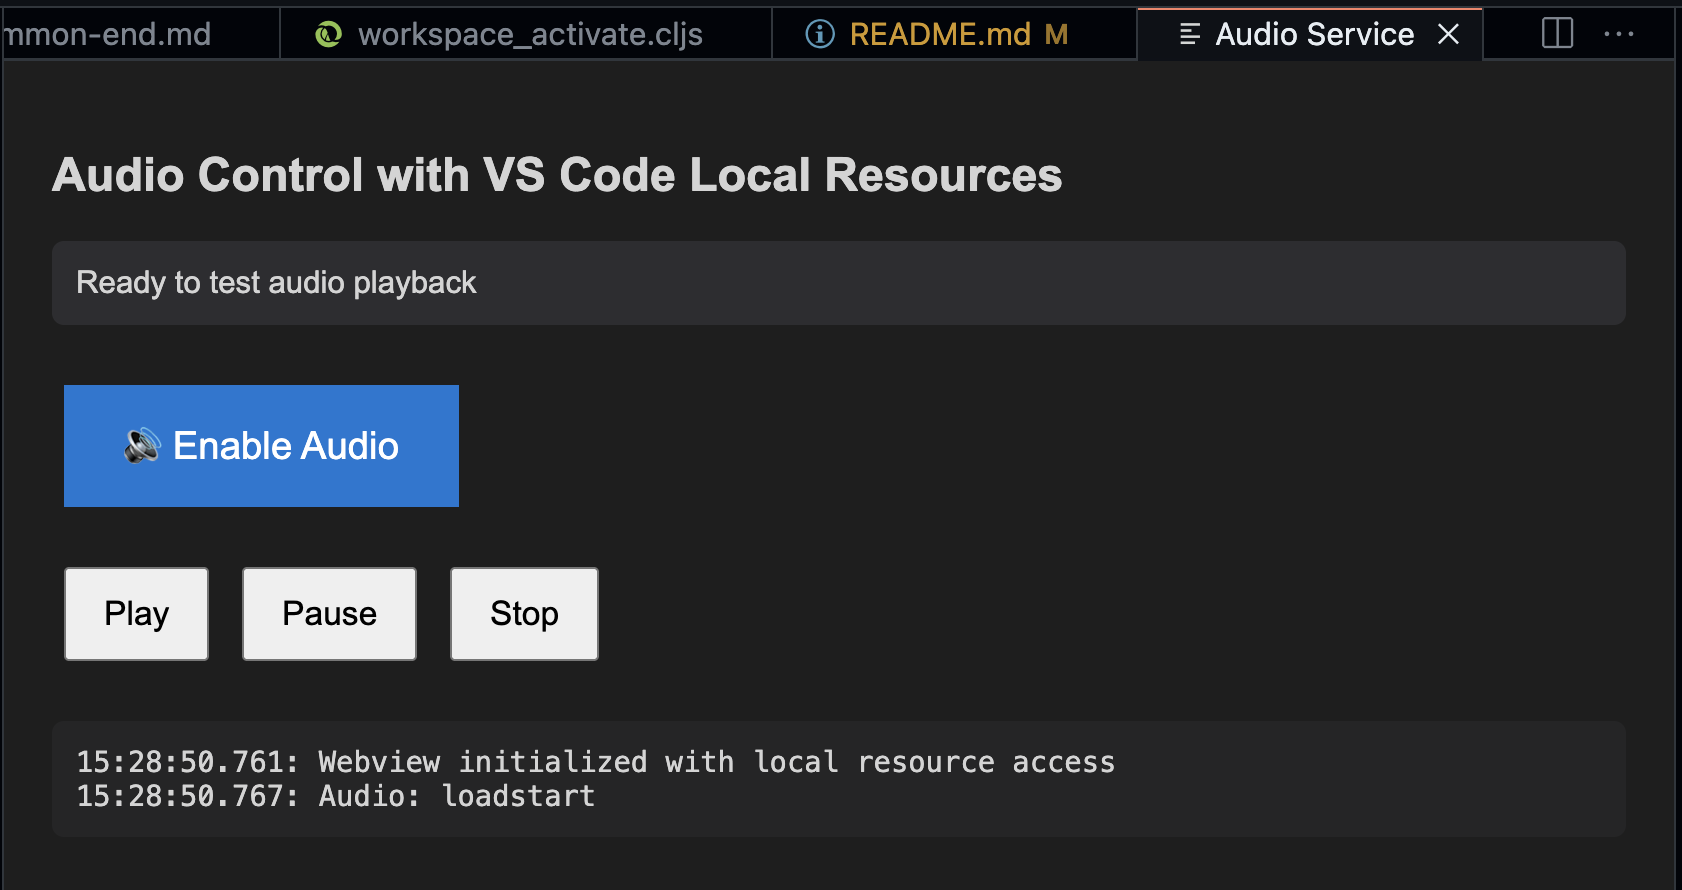 mmon-end.md workspace_activate.cljs README.md M Audio Service
Audio Control with VS Code Local Resources
Ready to test audio playback
Enable Audio
Play Pause Stop
15:28:50.761: Webview initialized with local resource access
15:28:50.767: Audio: loadstart